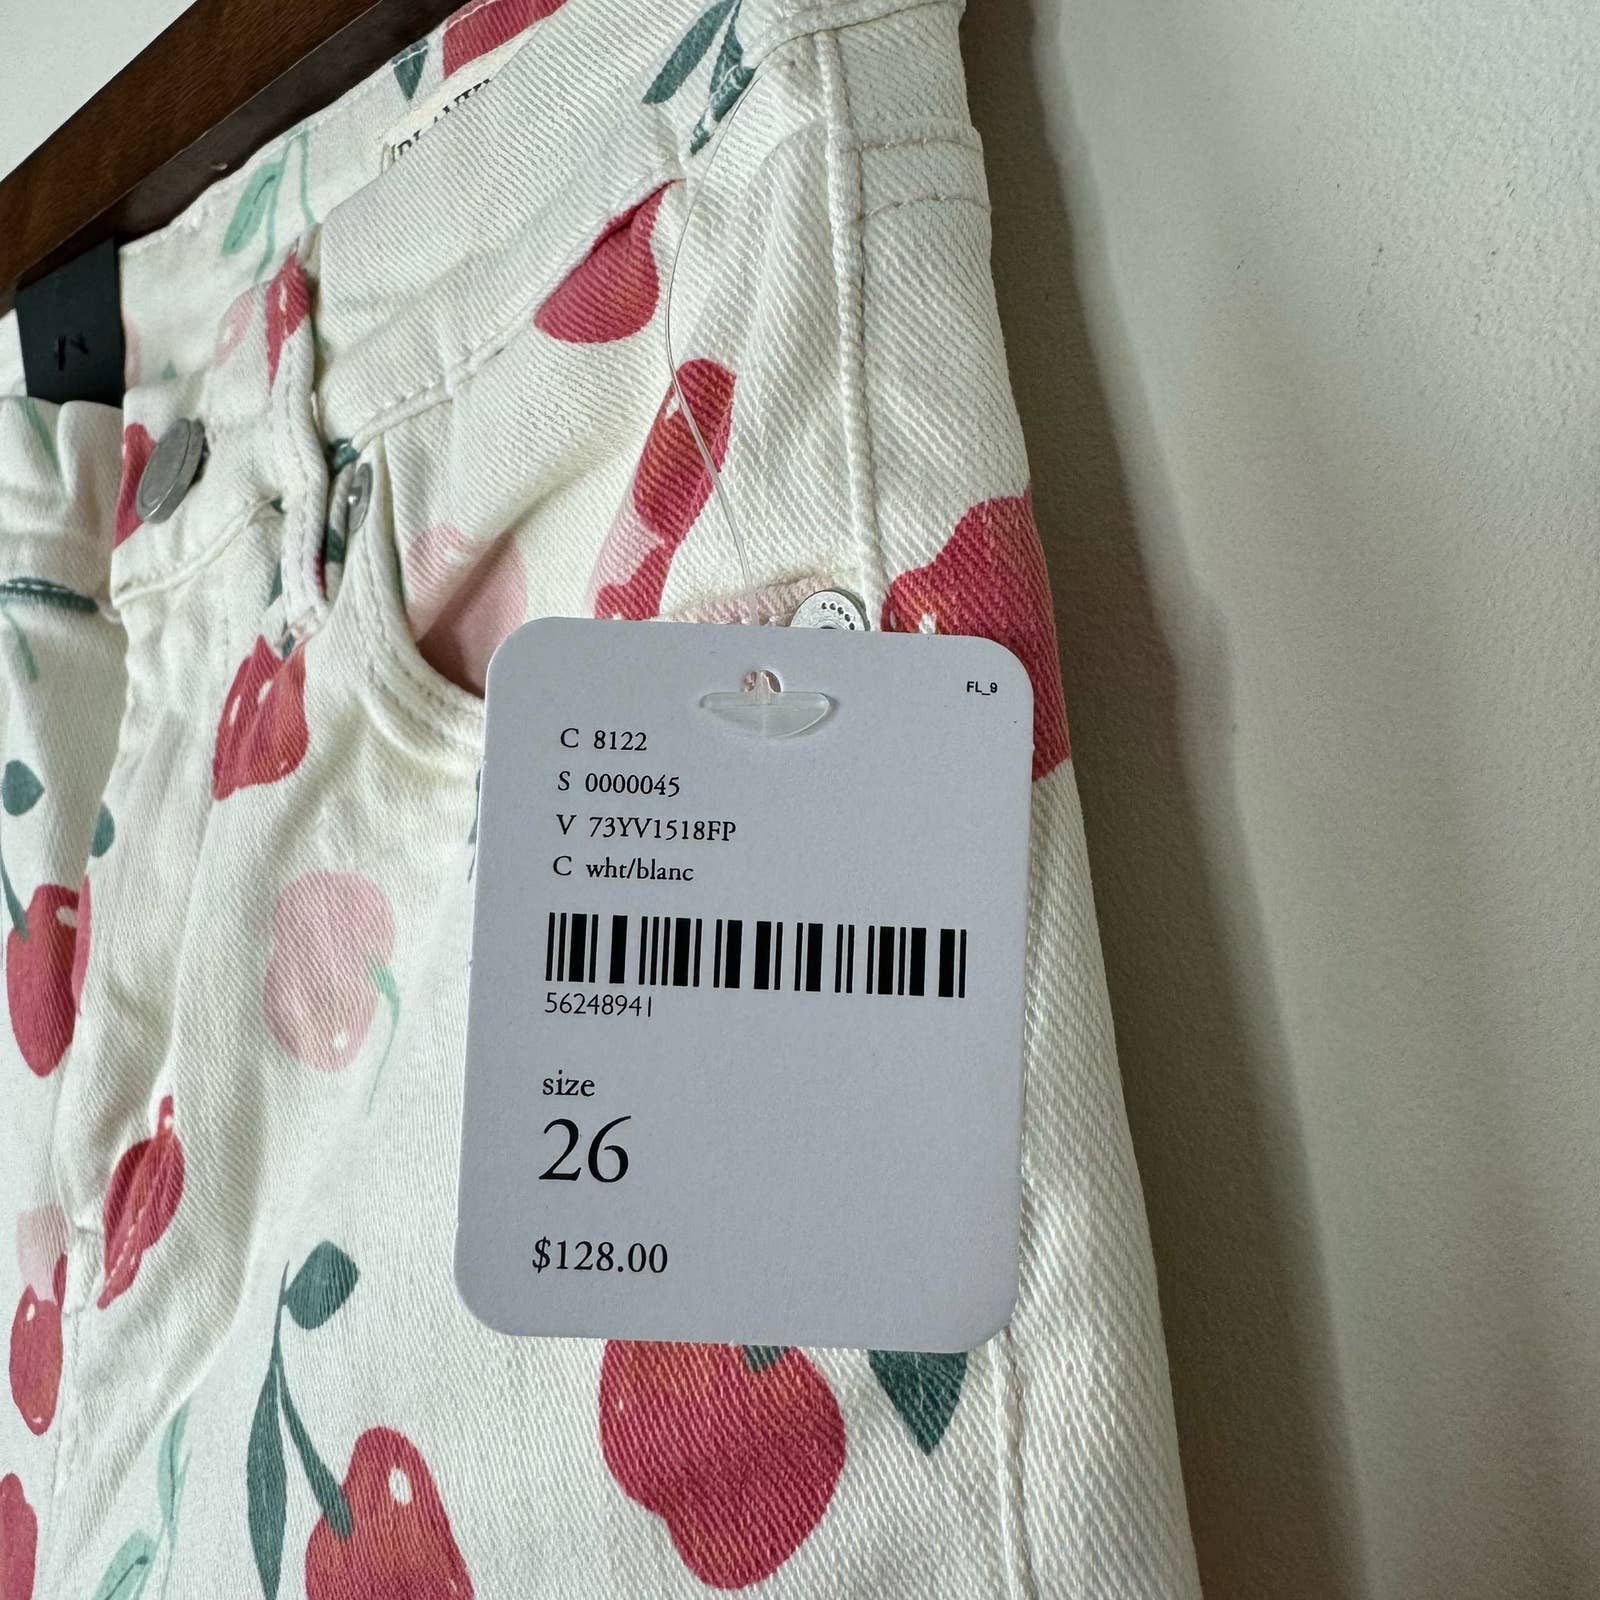 FL_9
C 8122
S 0000045
V 73YV1518FP
C wht/blanc
56248941
size
26
$128.00